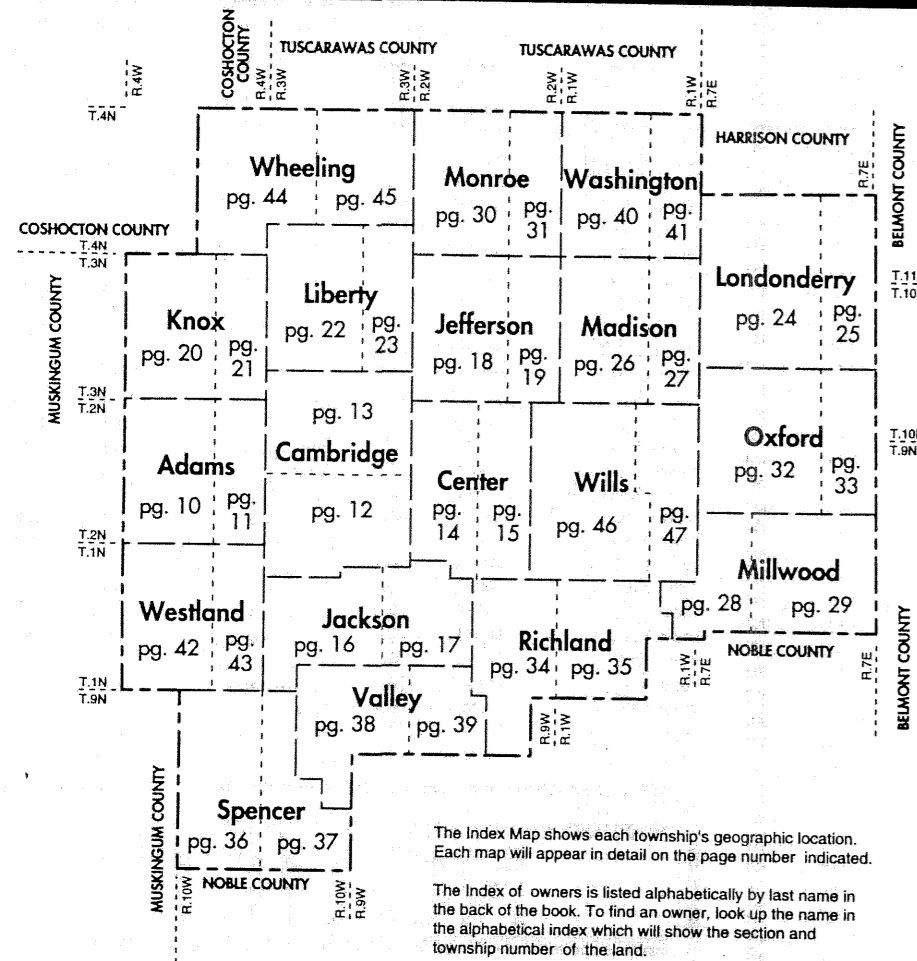 COSHOCTON
COUNTY
TUSCARAWAS COUNTY
TUSCARAWAS COUNTY
R.4W
R.4W
R.3W
R.3W
R.2W
R.2W
R.1W
R.1W
R.7E
T.4N
HARRISON COUNTY
R.7E
BELMONT COUNTY
Wheeling
pg. 44
pg. 45
Monroe
pg. 30
pg.
31
Washington
pg. 40
pg.
41
COSHOCTON COUNTY
T.4N
T.3N
MUSKINGUM COUNTY
Knox
pg. 20
pg.
21
Liberty
pg. 22
pg.
23
Jefferson
pg. 18
pg.
19
Madison
pg. 26
pg.
27
Londonderry
pg. 24
pg.
25
T.11
T.10
T.3N
T.2N
Adams
pg. 10
pg.
11
pg. 13
Cambridge
pg. 12
Center
pg.
14
pg.
15
Wills
pg. 46
pg.
47
Oxford
pg. 32
pg.
33
T.10
T.9N
T.2N
T.1N
Westland
pg. 42
pg.
43
Jackson
pg. 16
pg. 17
Richland
pg. 34
pg. 35
Millwood
pg. 28
pg. 29
NOBLE COUNTY
R.1W
R.7E
R.7E
BELMONT COUNTY
T.1N
T.9N
Valley
pg. 38
pg. 39
R.9W
R.1W
MUSKINGUM COUNTY
Spencer
pg. 36
pg. 37
NOBLE COUNTY
R.10W
R.10W
R.9W
The Index Map shows each township's geographic location.
Each map will appear in detail on the page number indicated.
The Index of owners is listed alphabetically by last name in
the back of the book. To find an owner, look up the name in
the alphabetical index which will show the section and
township number of the land.